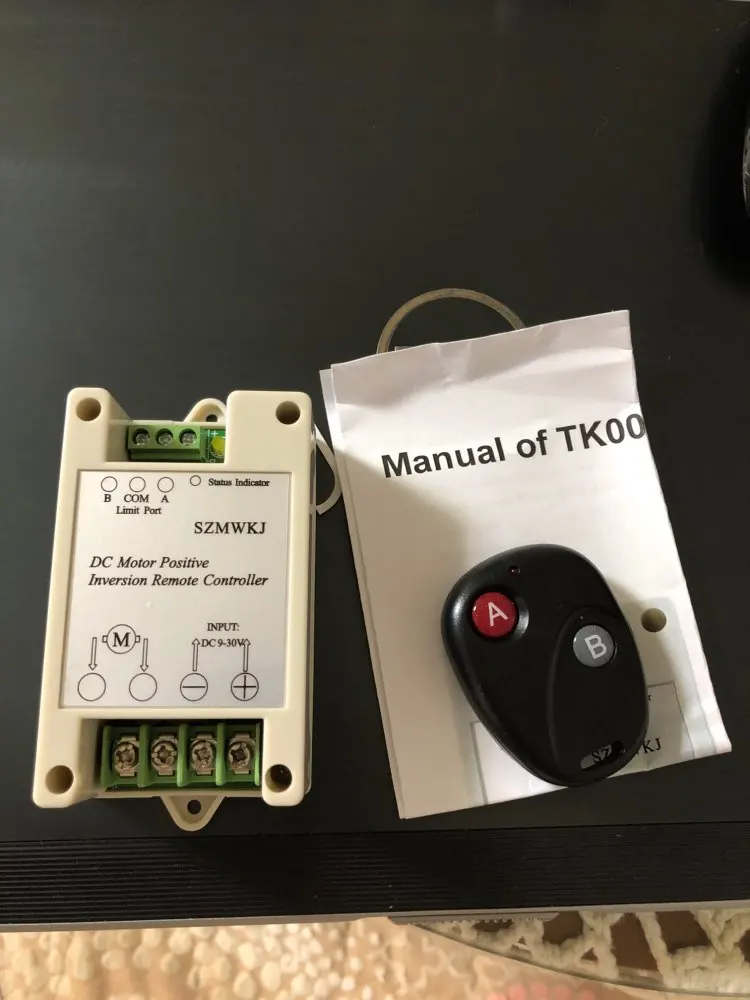 B COM A
Status Indicator
Limit Port
SZMWKJ
DC Motor Positive
Inversion Remote Controller
M
INPUT:
DC 9-30V
Manual of TK00
A
B